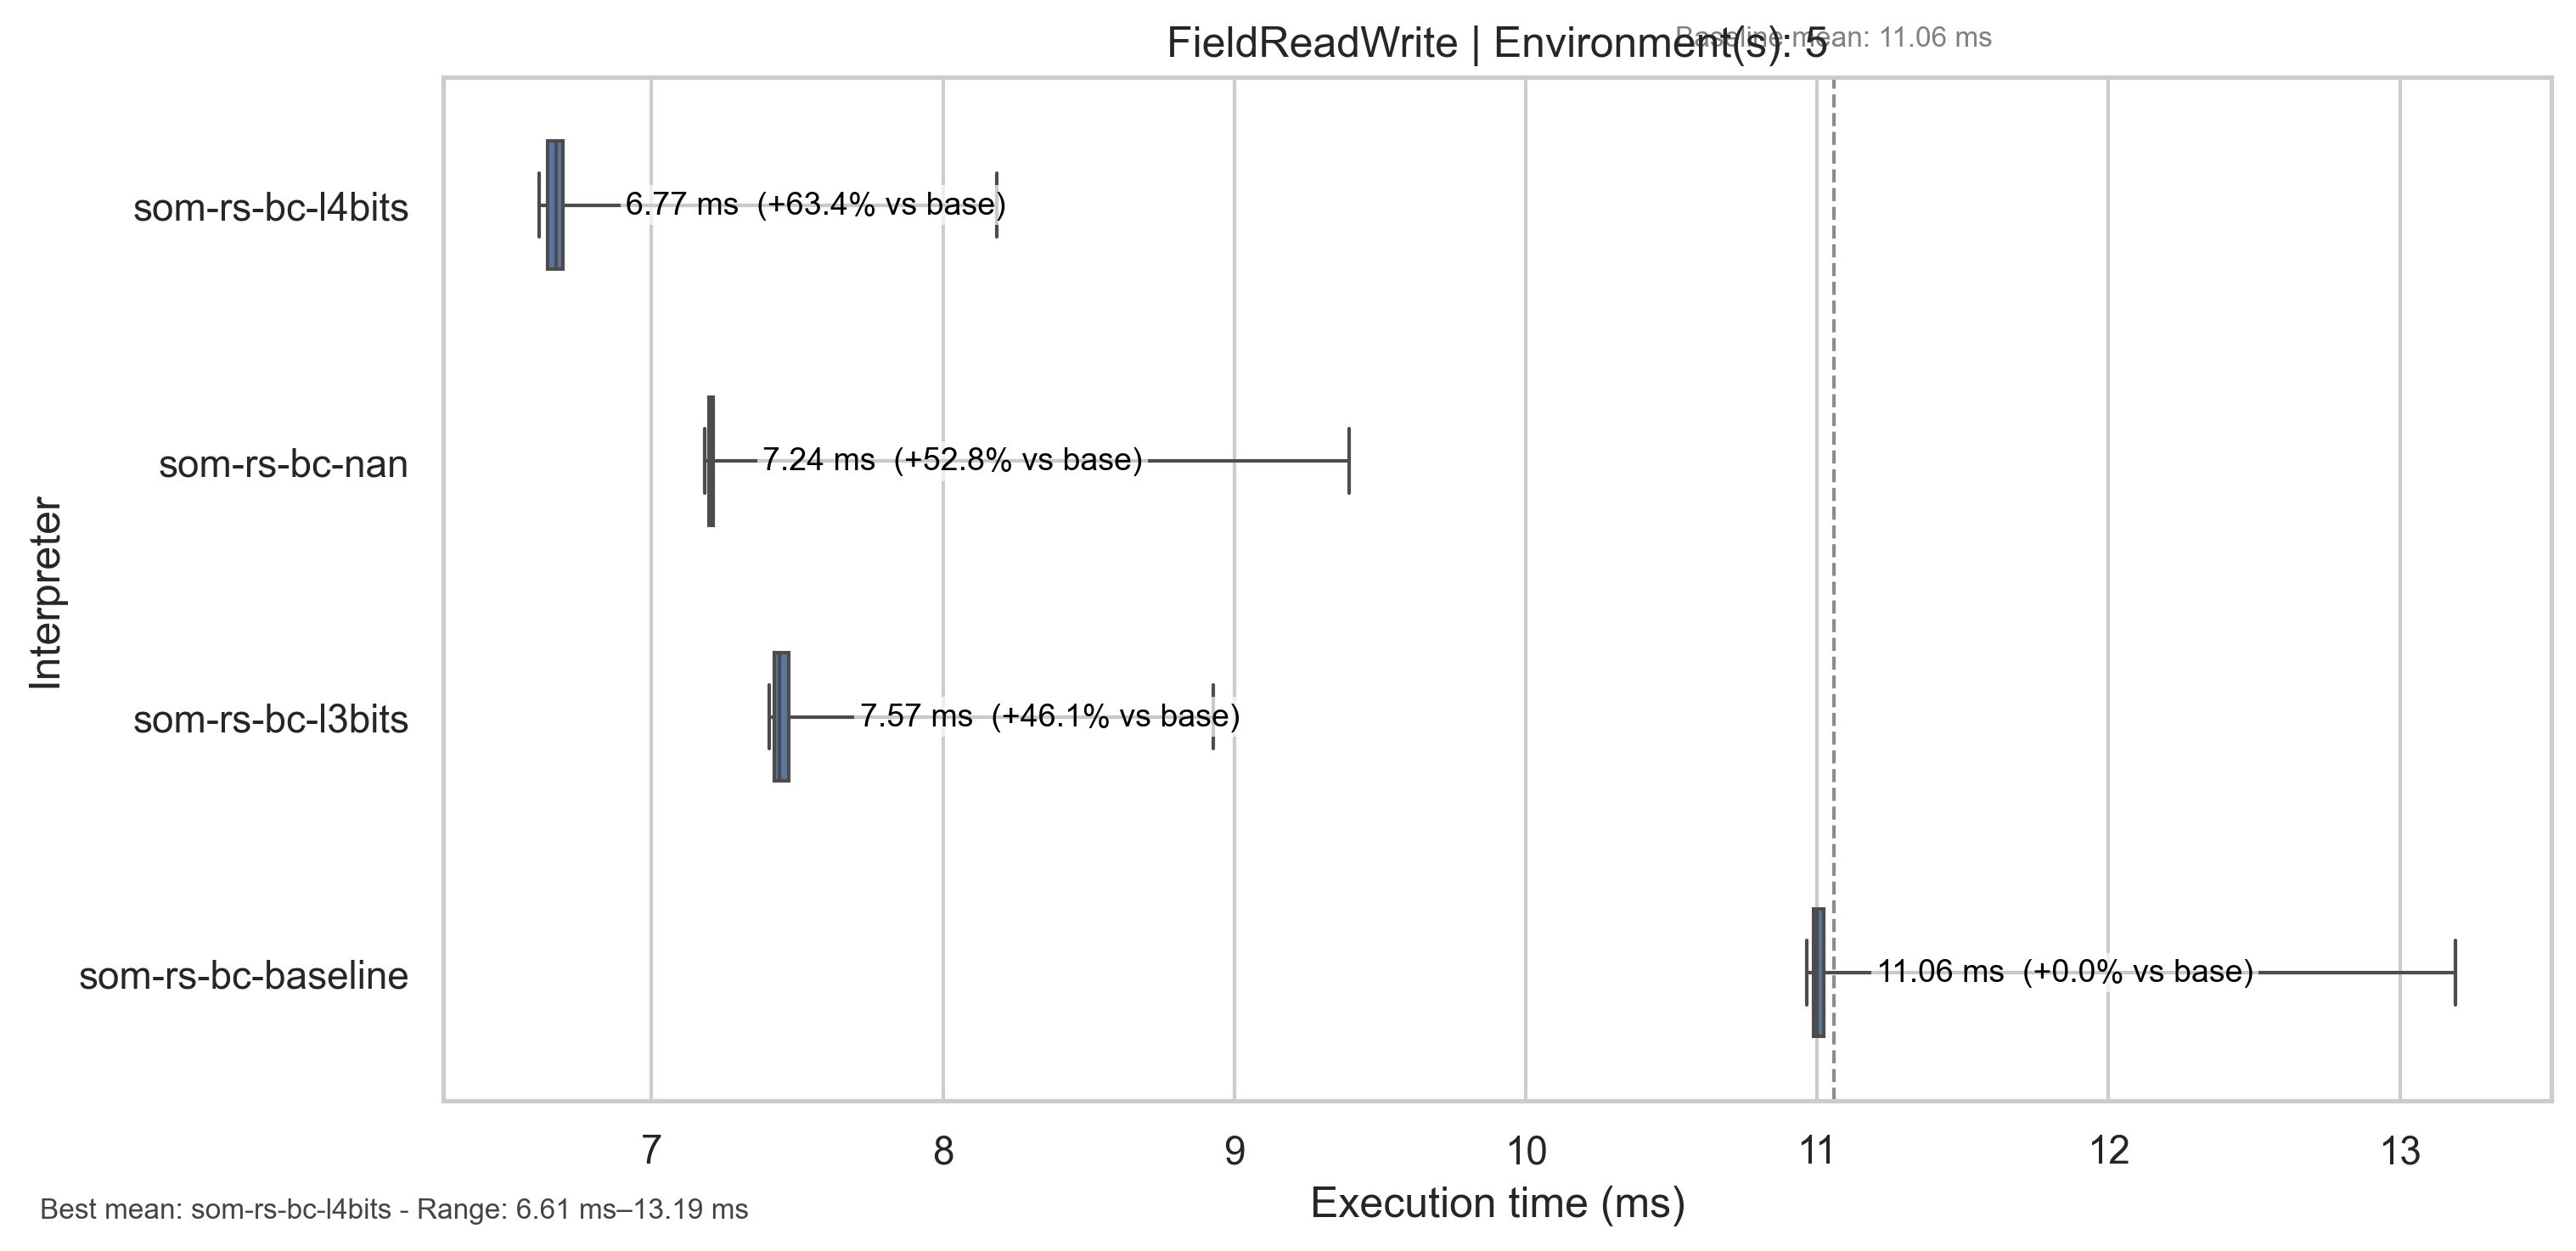 FieldReadWrite | Environment(s): 5
Baseline mean: 11.06 ms
Interpreter
som-rs-bc-l4bits
6.77 ms (+63.4% vs base)
som-rs-bc-nan
7.24 ms (+52.8% vs base)
som-rs-bc-l3bits
7.57 ms (+46.1% vs base)
som-rs-bc-baseline
11.06 ms (+0.0% vs base)
7 8 9 10 11 12 13
Execution time (ms)
Best mean: som-rs-bc-l4bits - Range: 6.61 ms–13.19 ms